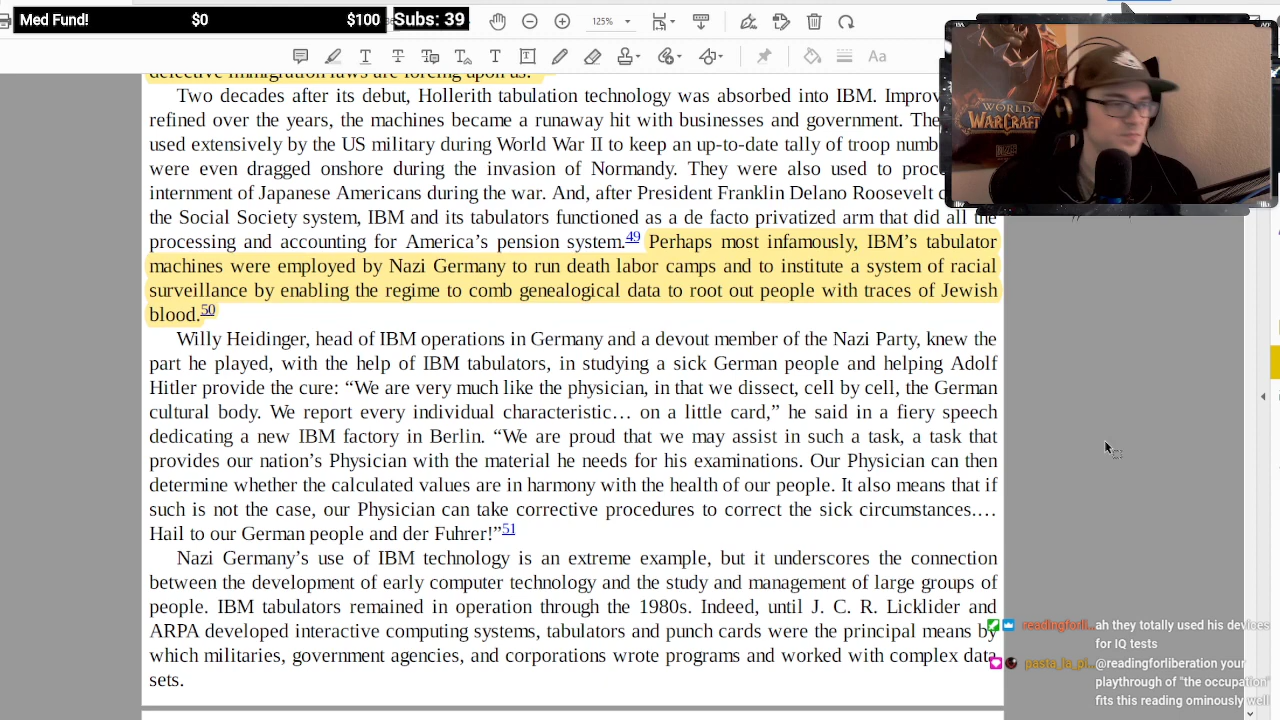 Med Fund! $0 $100 Subs: 39
125%
Aa
WORLD
WARCRAFT
defective immigration laws are forcing upon us."
Two decades after its debut, Hollerith tabulation technology was absorbed into IBM.
refined over the years, the machines became a runaway hit with businesses and government.
used extensively by the US military during World War II to keep an up-to-date tally of troop
were even dragged onshore during the invasion of Normandy. They were also used to
internment of Japanese Americans during the war. And, after President Franklin Delano Roosevelt
the Social Society system, IBM and its tabulators functioned as a de facto privatized arm that did all the
processing and accounting for America’s pension system.49 Perhaps most infamously, IBM’s tabulator
machines were employed by Nazi Germany to run death labor camps and to institute a system of racial
surveillance by enabling the regime to comb genealogical data to root out people with traces of Jewish
blood.50
Willy Heidinger, head of IBM operations in Germany and a devout member of the Nazi Party, knew the
part he played, with the help of IBM tabulators, in studying a sick German people and helping Adolf
Hitler provide the cure: “We are very much like the physician, in that we dissect, cell by cell, the German
cultural body. We report every individual characteristic… on a little card,” he said in a fiery speech
dedicating a new IBM factory in Berlin. “We are proud that we may assist in such a task, a task that
provides our nation’s Physician with the material he needs for his examinations. Our Physician can then
determine whether the calculated values are in harmony with the health of our people. It also means that if
such is not the case, our Physician can take corrective procedures to correct the sick circumstances.…
Hail to our German people and der Fuhrer!”51
Nazi Germany’s use of IBM technology is an extreme example, but it underscores the connection
between the development of early computer technology and the study and management of large groups of
people. IBM tabulators remained in operation through the 1980s. Indeed, until J. C. R. Licklider and
ARPA developed interactive computing systems, tabulators and punch cards were the principal means by
which militaries, government agencies, and corporations wrote programs and worked with complex data
sets.
readingforli... ah they totally used his devices
for IQ tests
pasta_la_pi... @readingforliberation your
playthrough of "the occupation"
fits this reading ominously well